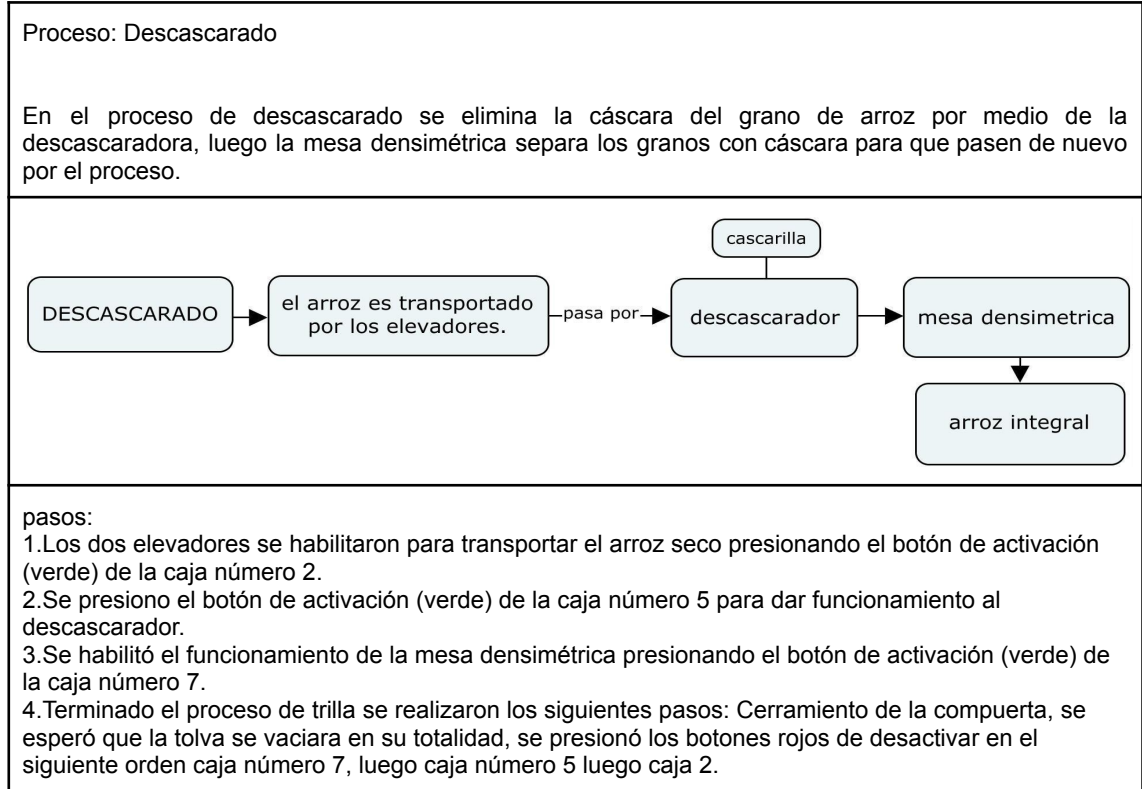 Proceso: Descascarado
En el proceso de descascarado se elimina la cáscara del grano de arroz por medio de la
descascaradora, luego la mesa densimétrica separa los granos con cáscara para que pasen de nuevo
por el proceso.
cascarilla
DESCASCARADO
el arroz es transportado
por los elevadores.
pasa por
descascarador
mesa densimetrica
arroz integral
pasos:
1.Los dos elevadores se habilitaron para transportar el arroz seco presionando el botón de activación
(verde) de la caja número 2.
2.Se presiono el botón de activación (verde) de la caja número 5 para dar funcionamiento al
descascarador.
3.Se habilitó el funcionamiento de la mesa densimétrica presionando el botón de activación (verde) de
la caja número 7.
4.Terminado el proceso de trilla se realizaron los siguientes pasos: Cerramiento de la compuerta, se
esperó que la tolva se vaciara en su totalidad, se presionó los botones rojos de desactivar en el
siguiente orden caja número 7, luego caja número 5 luego caja 2.